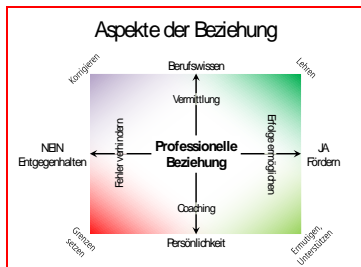 Aspekte der Beziehung
Korrigieren
Berufswissen
Lehren
Vermittlung
NEIN
Entgegenhalten
Fehler verhindern
Professionelle
Beziehung
Erfolge ermöglichen
JA
Fördern
Coaching
Grenzen
setzen
Persönlichkeit
Ermutigen,
Unterstützen